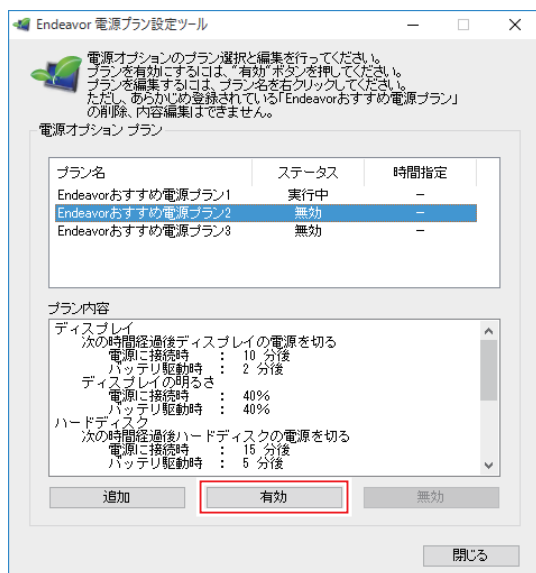 Endeavor 電源プラン設定ツール
電源オプションのプラン選択と編集を行ってください。
プランを有効にするには、"有効"ボタンを押してください。
プランを編集するには、プラン名を右クリックしてください。
ただし、あらかじめ登録されている「Endeavorおすすめ電源プラン」
の削除、内容編集はできません。
電源オプション プラン
プラン名 ステータス 時間指定
Endeavorおすすめ電源プラン1 実行中 −
Endeavorおすすめ電源プラン2 無効 −
Endeavorおすすめ電源プラン3 無効 −
プラン内容
ディスプレイ
次の時間経過後ディスプレイの電源を切る
電源に接続時 : 10 分後
バッテリ駆動時 : 2 分後
ディスプレイの明るさ
電源に接続時 : 40%
バッテリ駆動時 : 40%
ハードディスク
次の時間経過後ハードディスクの電源を切る
電源に接続時 : 15 分後
バッテリ駆動時 : 5 分後
追加 有効 無効
閉じる